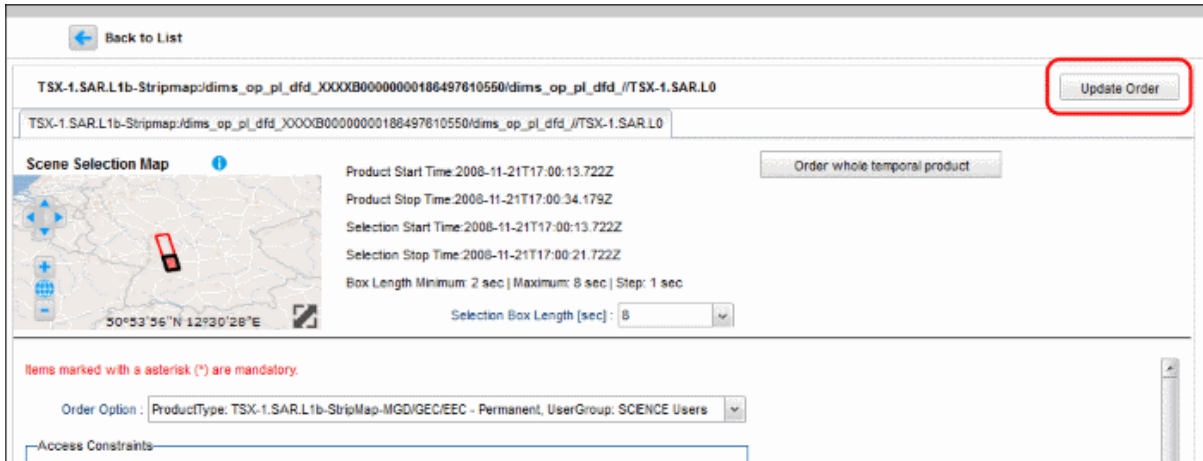 Back to List
TSX-1.SAR.L1b-Stripmap:/dims_op_pl_dfd_XXXXB00000000186497610550/dims_op_pl_dfd_//TSX-1.SAR.L0
Update Order
TSX-1.SAR.L1b-Stripmap:/dims_op_pl_dfd_XXXXB00000000186497610550/dims_op_pl_dfd_//TSX-1.SAR.L0
Scene Selection Map
Product Start Time:2008-11-21T17:00:13.722Z
Order whole temporal product
Product Stop Time:2008-11-21T17:00:34.179Z
Selection Start Time:2008-11-21T17:00:13.722Z
Selection Stop Time:2008-11-21T17:00:21.722Z
Box Length Minimum: 2 sec | Maximum: 8 sec | Step: 1 sec
50°53'56"N 12°30'28"E
Selection Box Length [sec] : 8
Items marked with a asterisk (*) are mandatory.
Order Option : ProductType: TSX-1.SAR.L1b-StripMap-MGD/GEC/EEC - Permanent, UserGroup: SCIENCE Users
Access Constraints